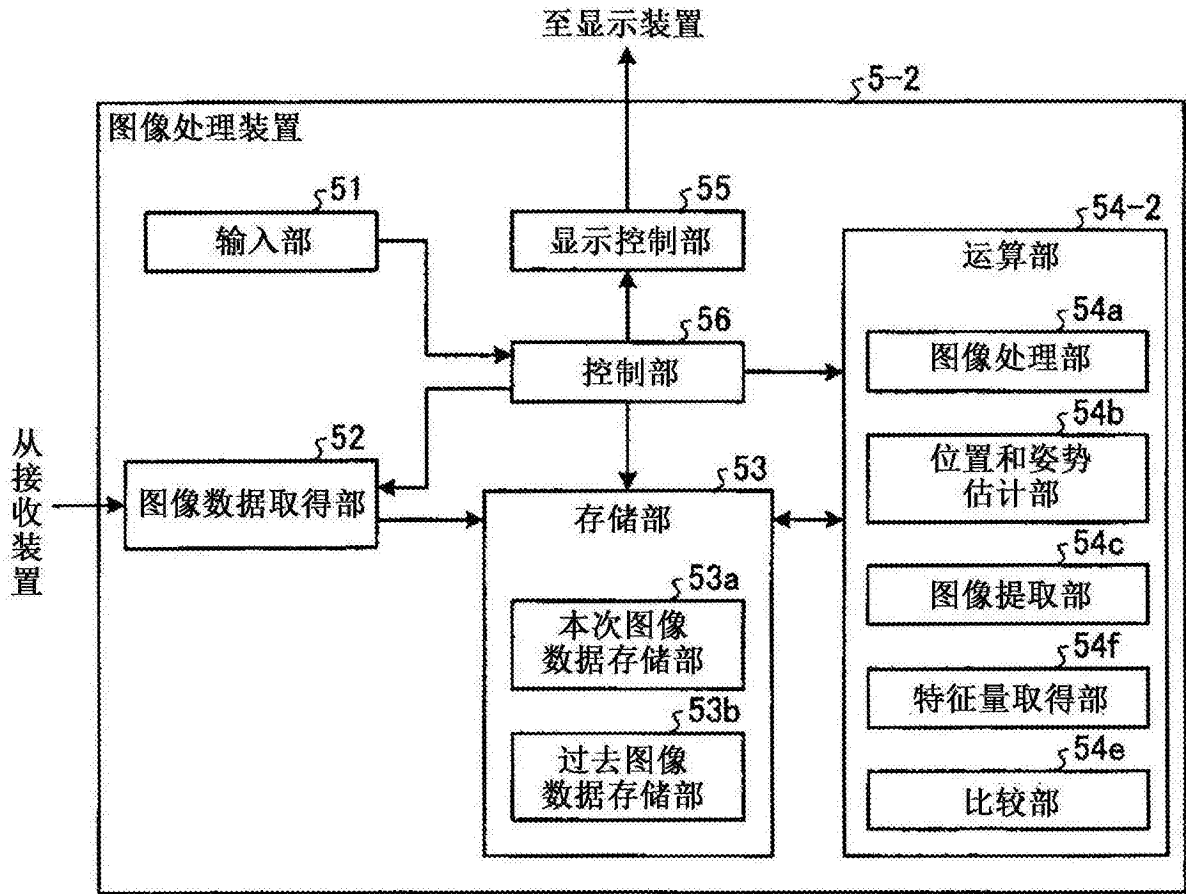 至显示装置
5-2
图像处理装置
51
输入部
55
显示控制部
54-2
运算部
56
控制部
54a
图像处理部
54b
位置和姿势
估计部
从接收装置
52
图像数据取得部
53
存储部
54c
图像提取部
53a
本次图像
数据存储部
54f
特征量取得部
53b
过去图像
数据存储部
54e
比较部